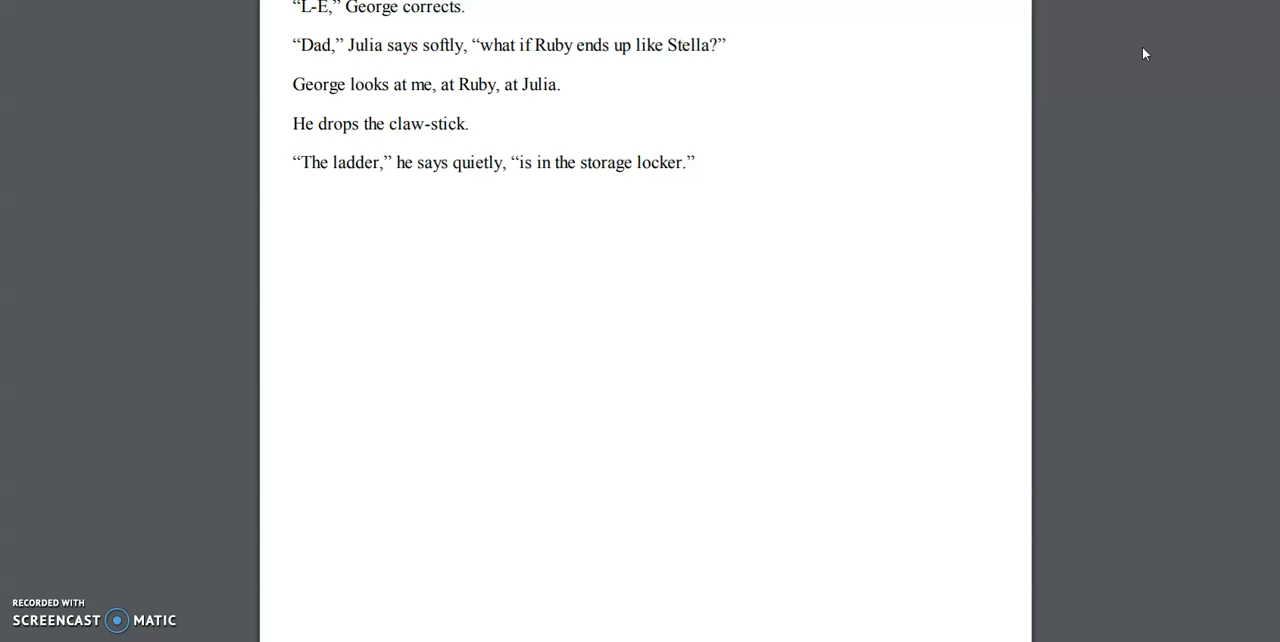 “L-E,” George corrects.
“Dad,” Julia says softly, “what if Ruby ends up like Stella?”
George looks at me, at Ruby, at Julia.
He drops the claw-stick.
“The ladder,” he says quietly, “is in the storage locker.”
RECORDED WITH
SCREENCAST MATIC